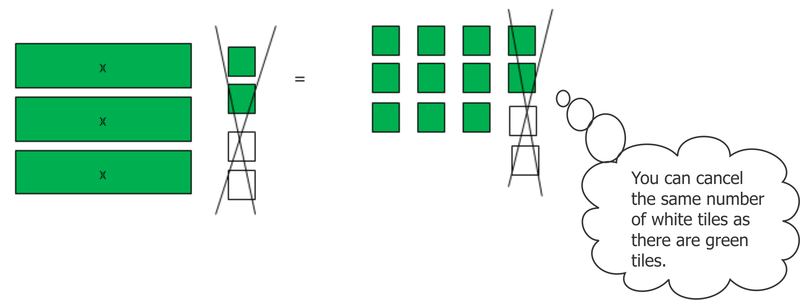 x
x
x
=
You can cancel
the same number
of white tiles as
there are green
tiles.